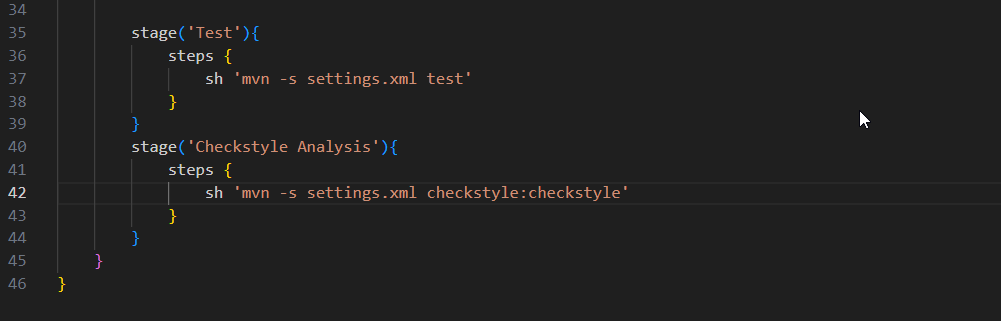 34
35 stage('Test'){
36 steps {
37 sh 'mvn -s settings.xml test'
38 }
39 }
40 stage('Checkstyle Analysis'){
41 steps {
42 sh 'mvn -s settings.xml checkstyle:checkstyle'
43 }
44 }
45 }
46 }